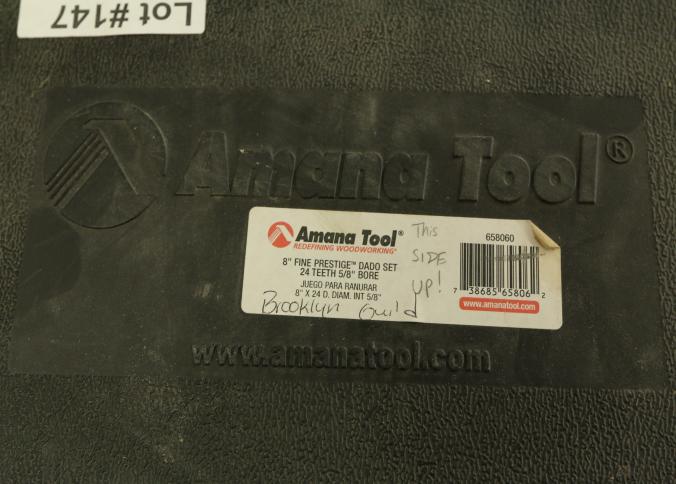 Lot #147
Amana Tool®
Amana Tool®
REDEFINING WOODWORKING®
8" FINE PRESTIGE™ DADO SET
24 TEETH 5/8" BORE
JUEGO PARA RANURAR
8" X 24 D. DIAM. INT 5/8"
Brooklyn Guild
This
SIDE
UP!
658060
7 38685 65806 2
www.amanatool.com
www.amanatool.com